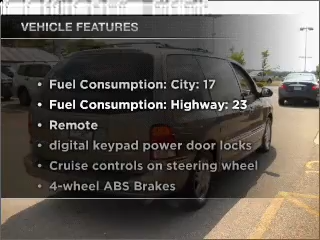 VEHICLE FEATURES
• Fuel Consumption: City: 17
• Fuel Consumption: Highway: 23
• Remote
• digital keypad power door locks
• Cruise controls on steering wheel
• 4-wheel ABS Brakes